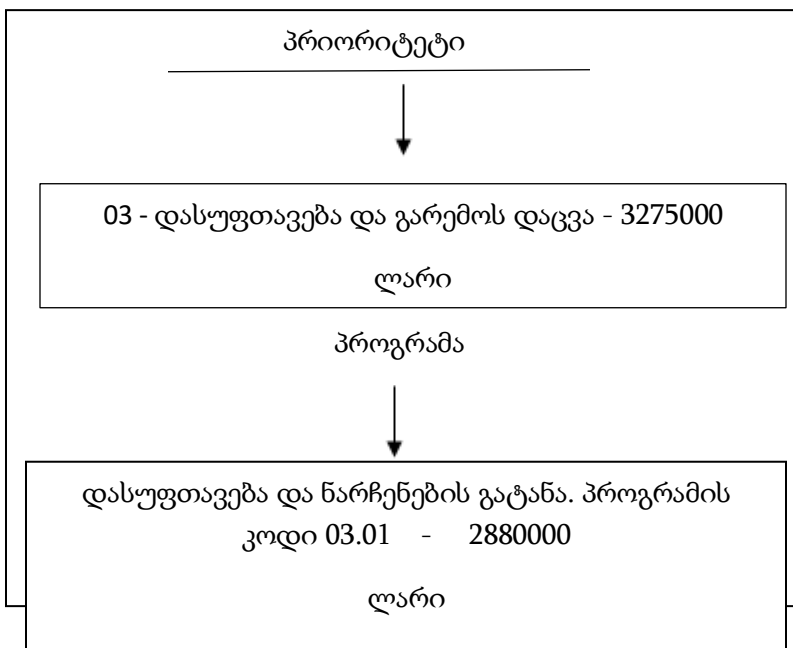 პრიორიტეტი
03 - დასუფთავება და გარემოს დაცვა - 3275000
ლარი
პროგრამა
დასუფთავება და ნარჩენების გატანა. პროგრამის
კოდი 03.01 - 2880000
ლარი